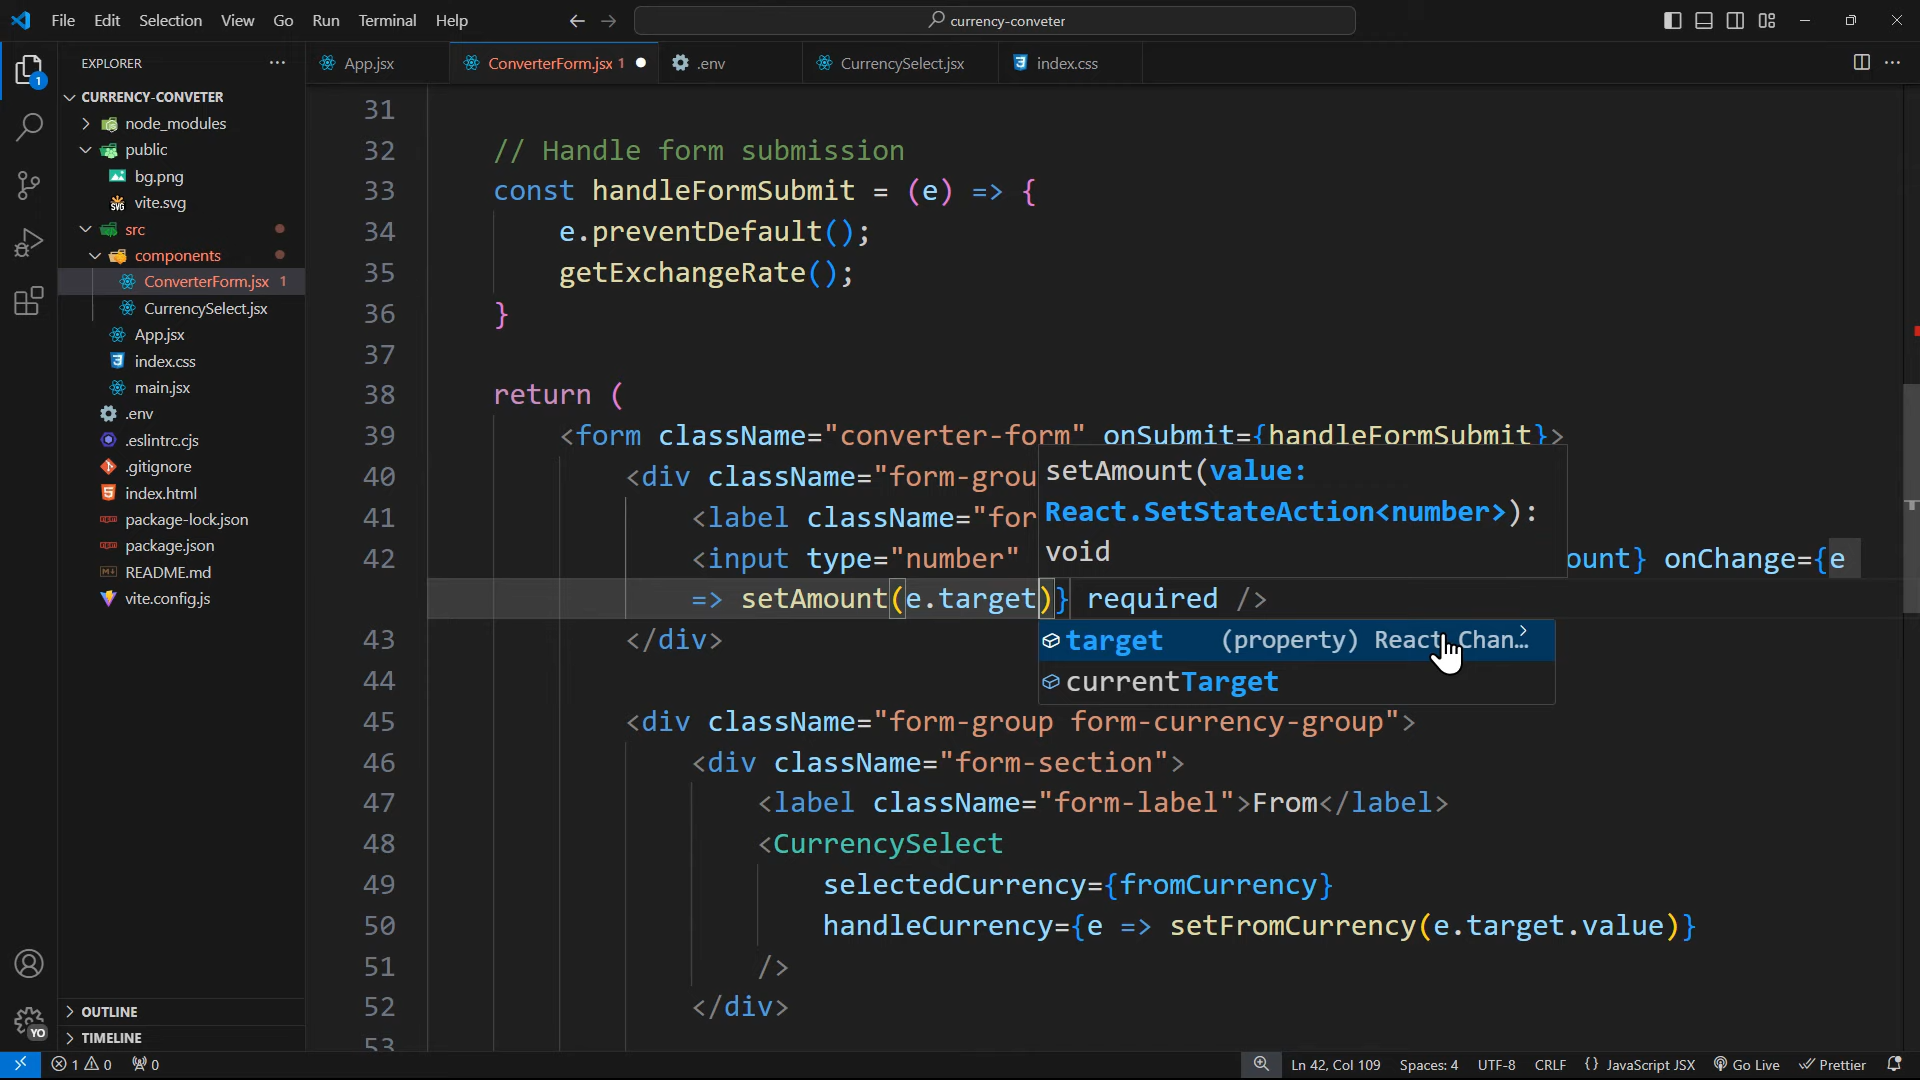 File Edit Selection View Go Run Terminal Help
currency-conveter
EXPLORER
App.jsx
ConverterForm.jsx 1
.env
CurrencySelect.jsx
index.css
CURRENCY-CONVETER
node_modules
public
bg.png
vite.svg
src
components
ConverterForm.jsx 1
CurrencySelect.jsx
App.jsx
index.css
main.jsx
.env
.eslintrc.cjs
.gitignore
index.html
package-lock.json
package.json
README.md
vite.config.js
OUTLINE
TIMELINE
1
YO
31
32 // Handle form submission
33 const handleFormSubmit = (e) => {
34 e.preventDefault();
35 getExchangeRate();
36 }
37
38 return (
39 <form className="converter-form" onSubmit={handleFormSubmit}>
40 <div className="form-grou
41 <label className="for
42 <input type="number" ount} onChange={e
=> setAmount(e.target)} required />
43 </div>
44
45 <div className="form-group form-currency-group">
46 <div className="form-section">
47 <label className="form-label">From</label>
48 <CurrencySelect
49 selectedCurrency={fromCurrency}
50 handleCurrency={e => setFromCurrency(e.target.value)}
51 />
52 </div>
53
setAmount(value:
React.SetStateAction<number>):
void
target (property) React.Chan…
currentTarget
1 0 0
Ln 42, Col 109 Spaces: 4 UTF-8 CRLF {} JavaScript JSX Go Live Prettier